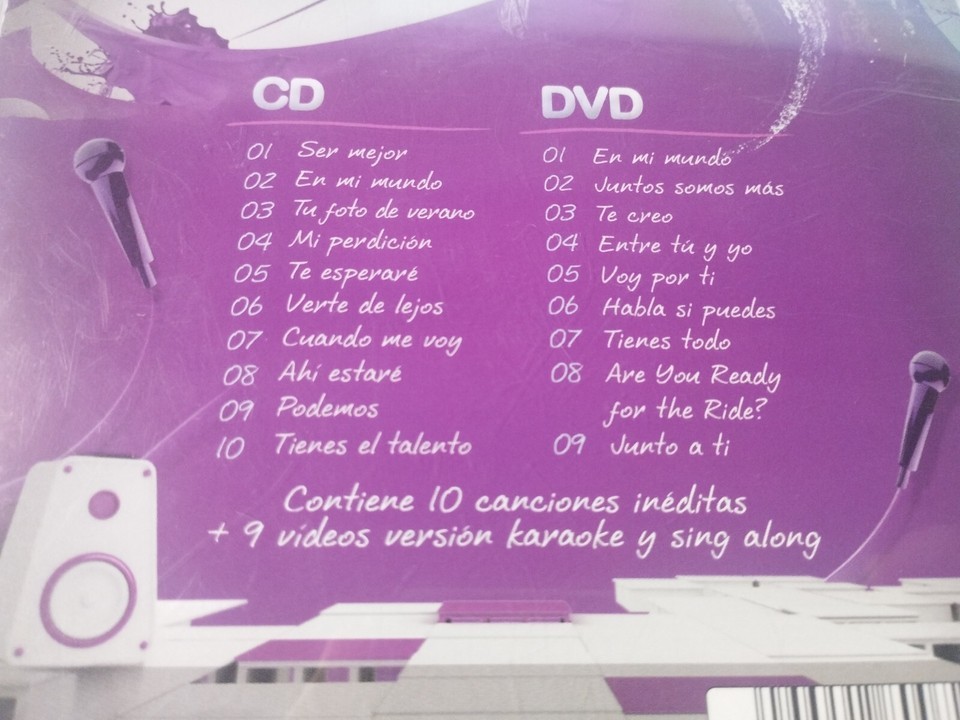 CD
01 Ser mejor
02 En mi mundo
03 Tu foto de verano
04 Mi perdición
05 Te esperaré
06 Verte de lejos
07 Cuando me voy
08 Ahí estaré
09 Podemos
10 Tienes el talento
DVD
01 En mi mundo
02 Juntos somos más
03 Te creo
04 Entre tú y yo
05 Voy por ti
06 Habla si puedes
07 Tienes todo
08 Are You Ready
for the Ride?
09 Junto a ti
Contiene 10 canciones inéditas
+ 9 vídeos versión karaoke y sing along